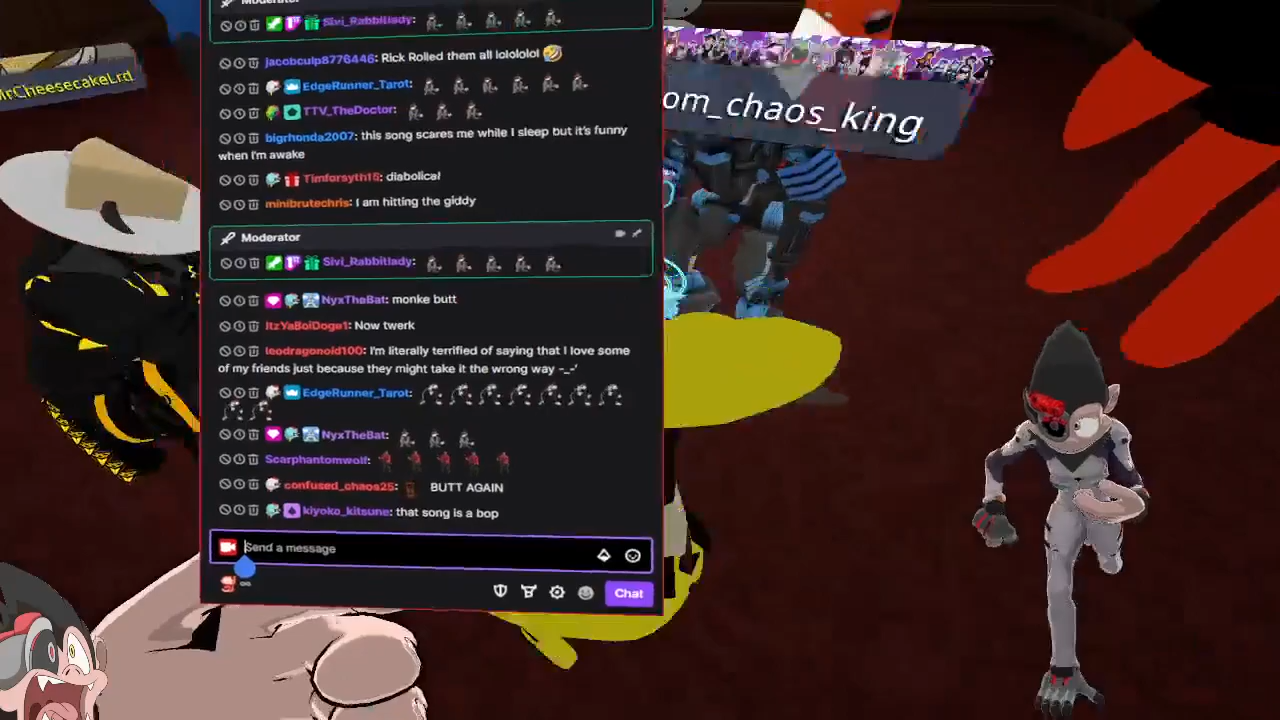 Moderator
Sivi_Rabbitlady:
jacobculp8776446: Rick Rolled them all lolololol
EdgeRunner_Tarot:
TTV_TheDoctor:
bigrhonda2007: this song scares me while I sleep but it's funny
when I'm awake
Timforsyth15: diabolical
minibrutechris: I am hitting the giddy
Moderator
Sivi_Rabbitlady:
NyxTheBat: monke butt
ItzYaBoiDoge1: Now twerk
leodragonoid100: I'm literally terrified of saying that I love some
of my friends just because they might take it the wrong way -_-'
EdgeRunner_Tarot:
NyxTheBat:
Scarphantomwolf:
confused_chaos25: BUTT AGAIN
kiyoko_kitsune: that song is a bop
Send a message
Chat
MrCheesecakeLrd
om_chaos_king